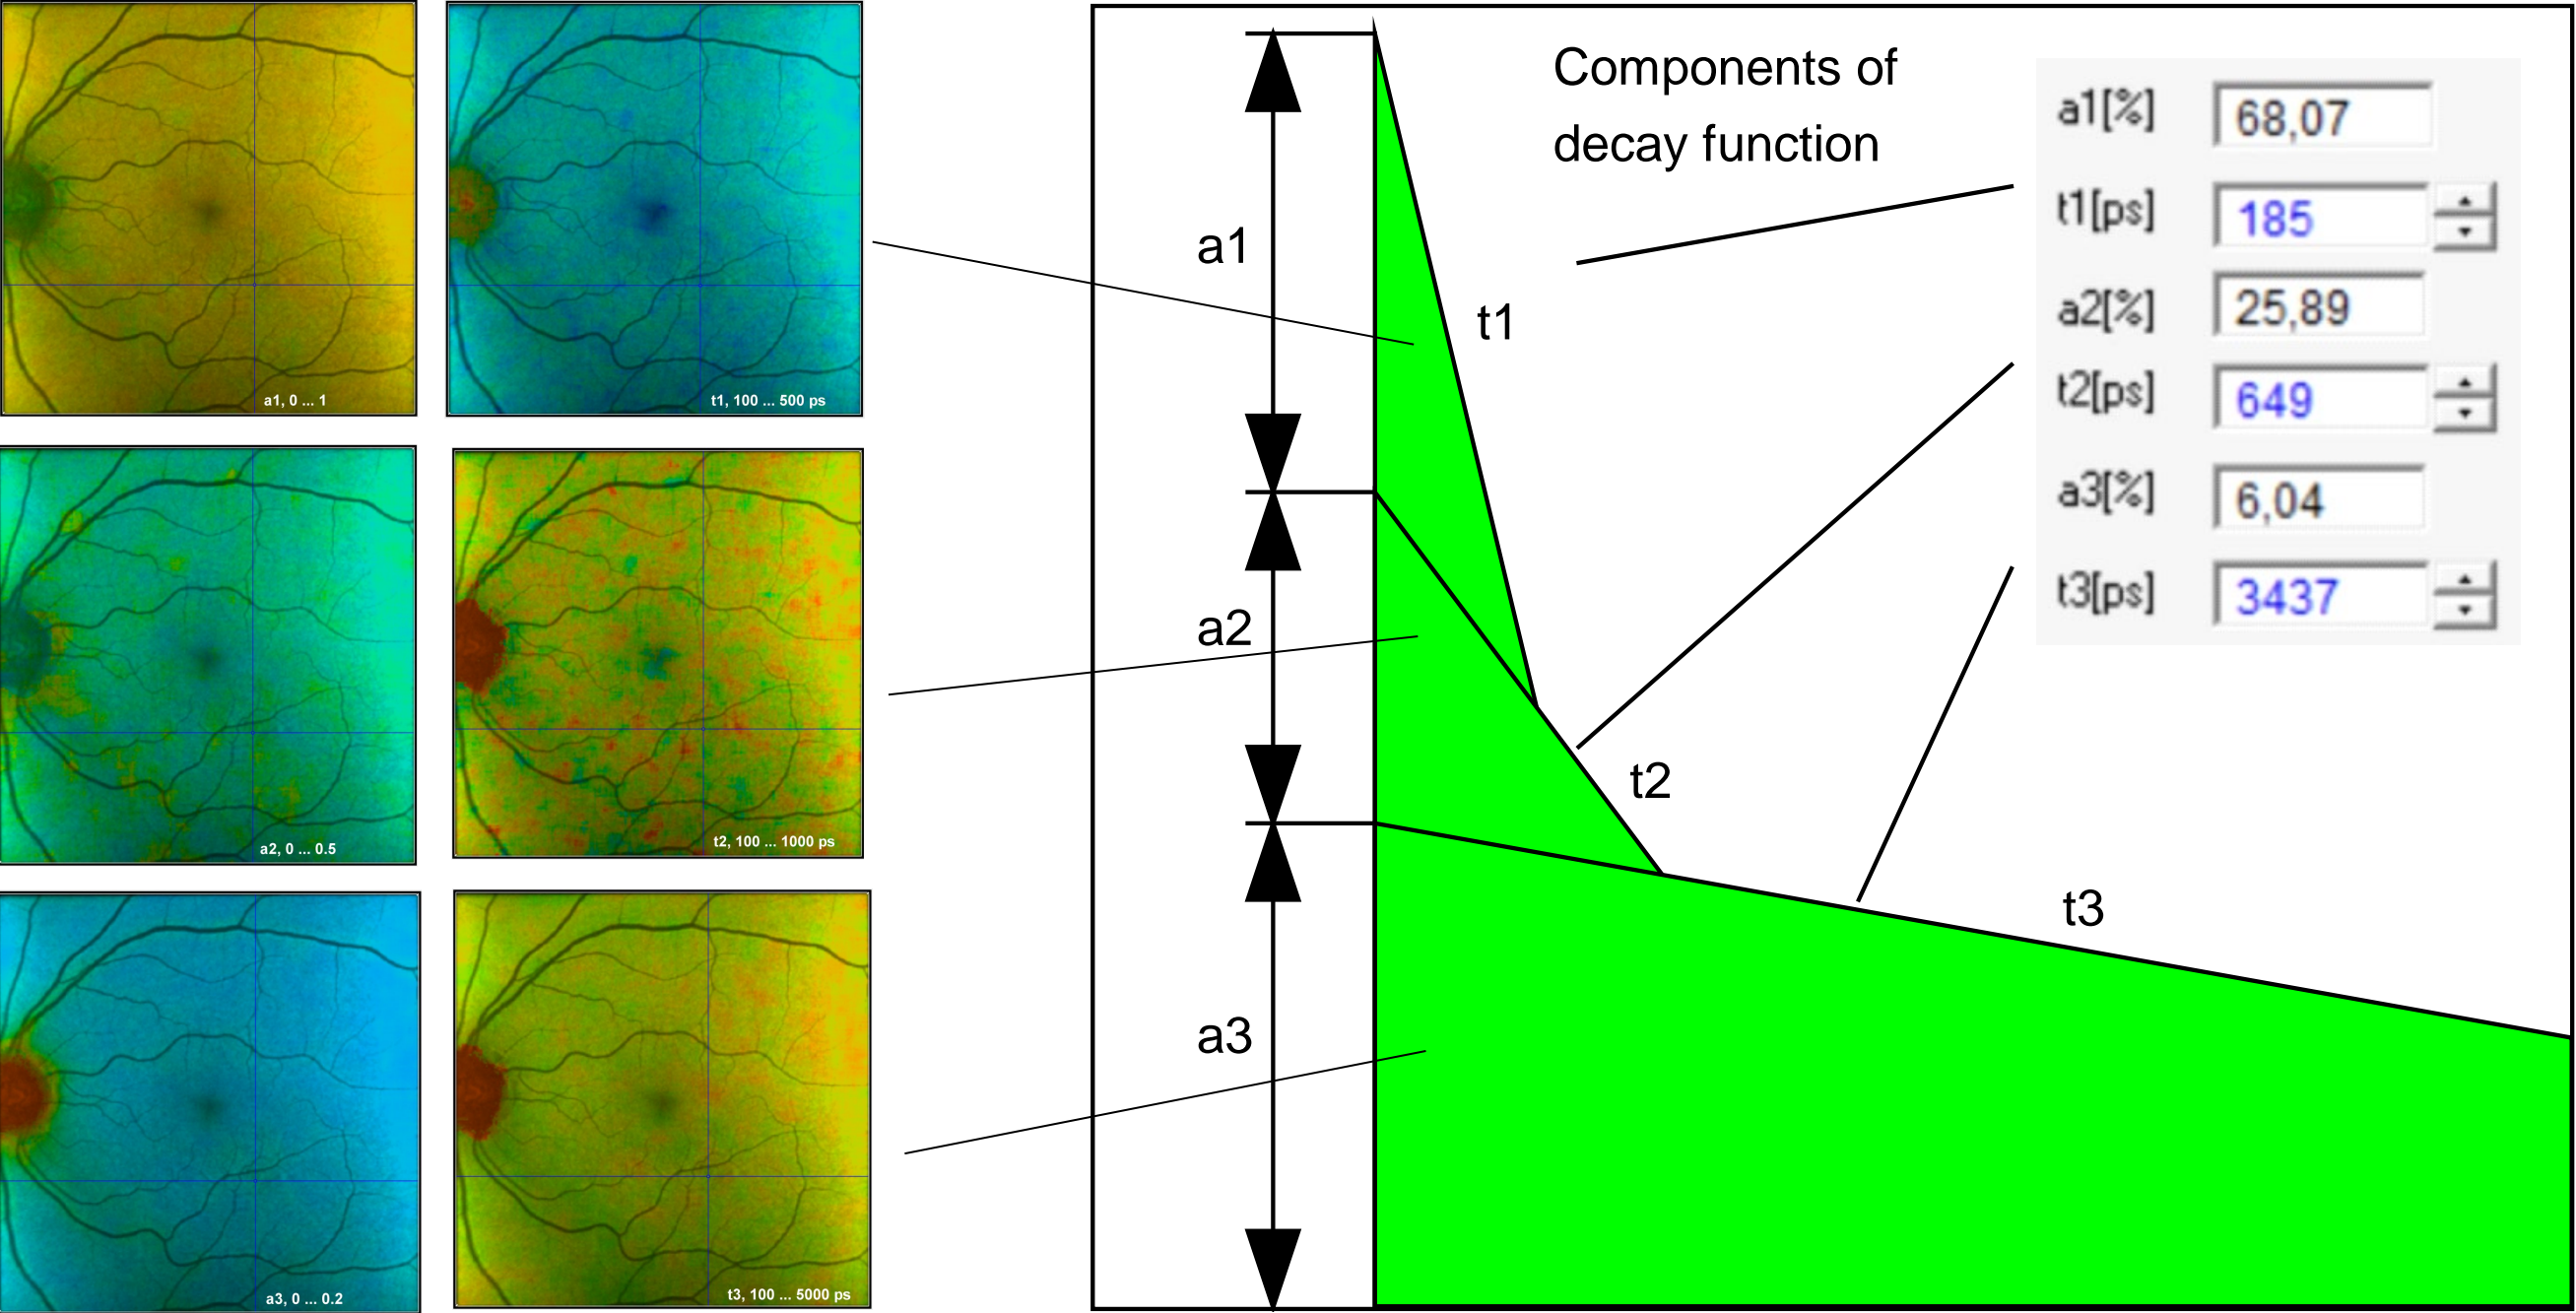 a1, 0 ... 1
t1, 100 ... 500 ps
a2, 0 ... 0.5
t2, 100 ... 1000 ps
a3, 0 ... 0.2
t3, 100 ... 5000 ps
Components of
decay function
a1
t1
a2
t2
a3
t3
a1[%] 68,07
t1[ps] 185
a2[%] 25,89
t2[ps] 649
a3[%] 6,04
t3[ps] 3437